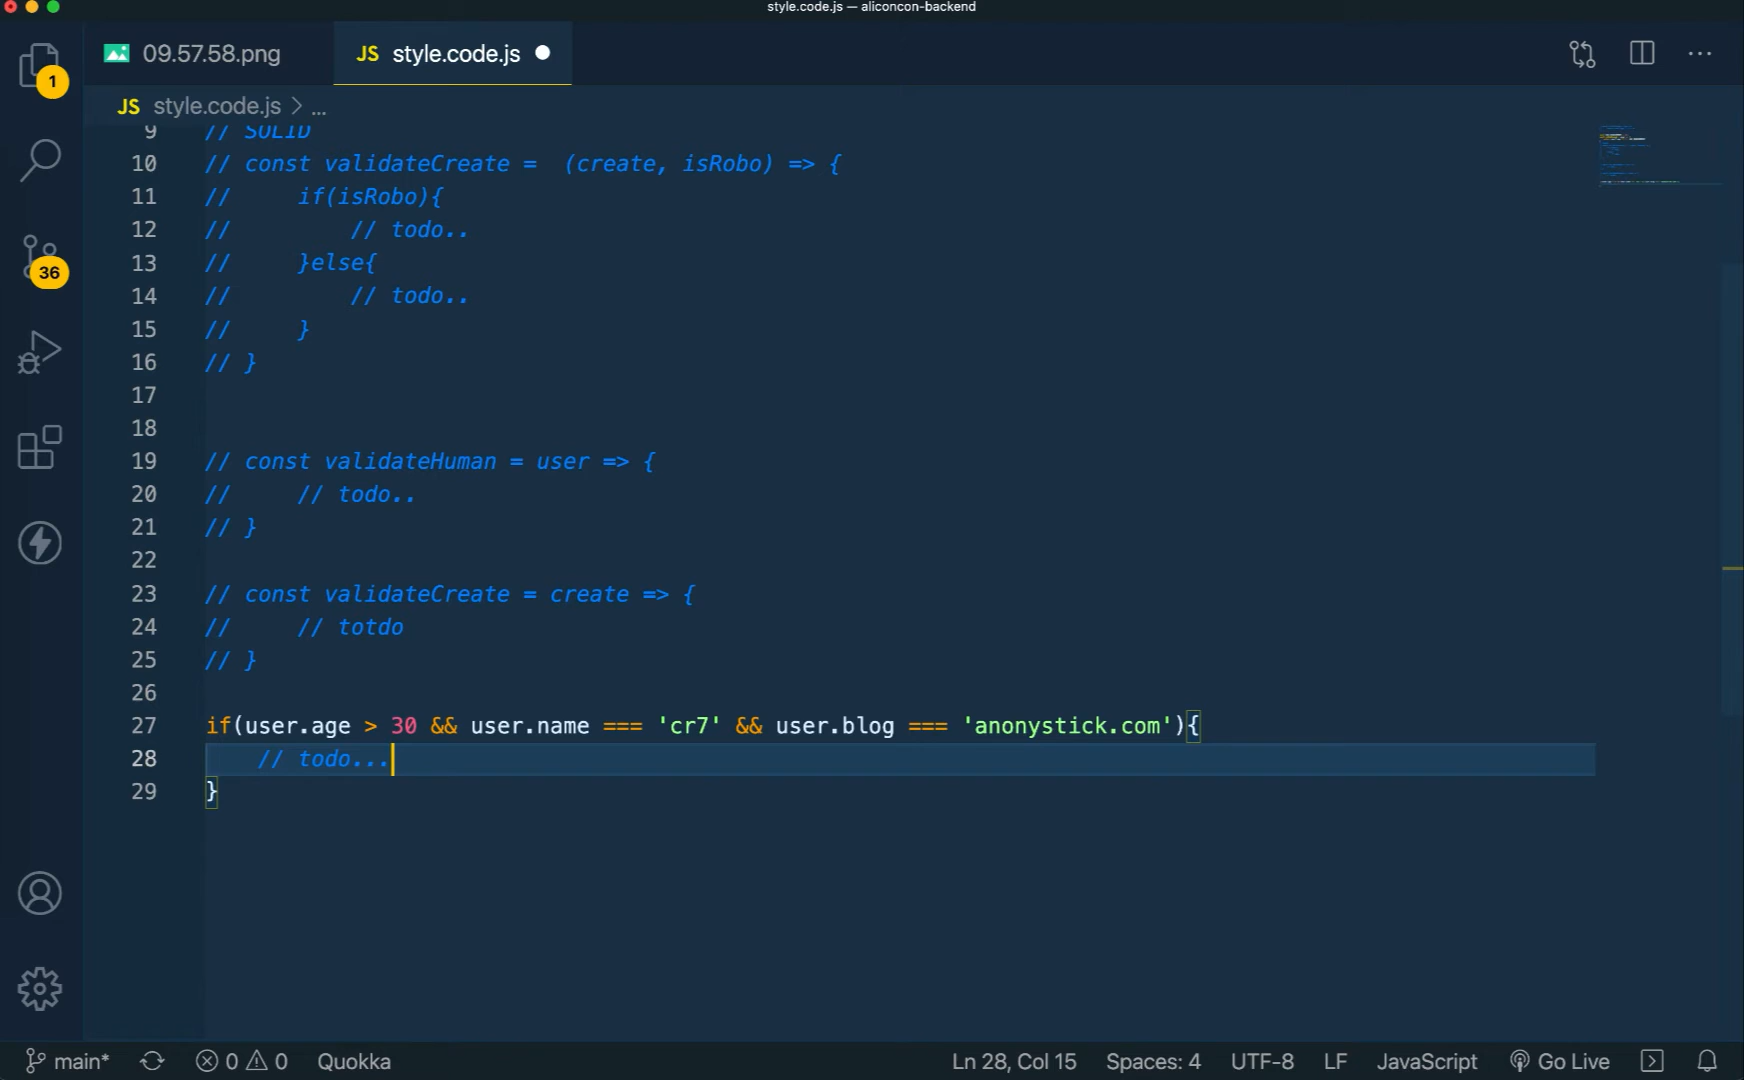 style.code.js — aliconcon-backend
09.57.58.png
JS style.code.js
1
JS style.code.js > ...
9 // SOLID
10 // const validateCreate =  (create, isRobo) => {
11 //     if(isRobo){
12 //         // todo..
13 //     }else{
14 //         // todo..
15 //     }
16 // }
17
18
19 // const validateHuman = user => {
20 //     // todo..
21 // }
22
23 // const validateCreate = create => {
24 //     // totdo
25 // }
26
27 if(user.age > 30 && user.name === 'cr7' && user.blog === 'anonystick.com'){
28     // todo...
29 }
36
main* 0 0 Quokka Ln 28, Col 15 Spaces: 4 UTF-8 LF JavaScript Go Live